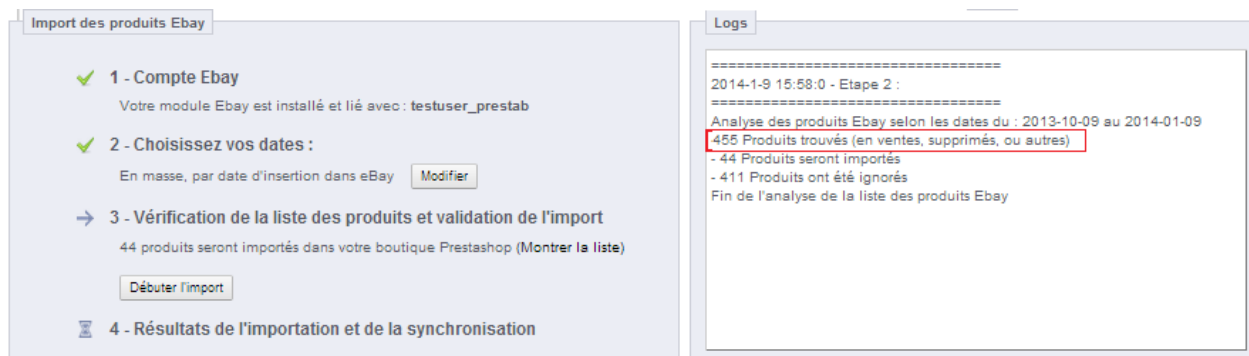 Import des produits Ebay
1 - Compte Ebay
Votre module Ebay est installé et lié avec : testuser_prestab
2 - Choisissez vos dates :
En masse, par date d'insertion dans eBay Modifier
3 - Vérification de la liste des produits et validation de l'import
44 produits seront importés dans votre boutique Prestashop (Montrer la liste)
Débuter l'import
4 - Résultats de l'importation et de la synchronisation
Logs
==================================
2014-1-9 15:58:0 - Etape 2 :
==================================
Analyse des produits Ebay selon les dates du : 2013-10-09 au 2014-01-09
455 Produits trouvés (en ventes, supprimés, ou autres)
- 44 Produits seront importés
- 411 Produits ont été ignorés
Fin de l'analyse de la liste des produits Ebay